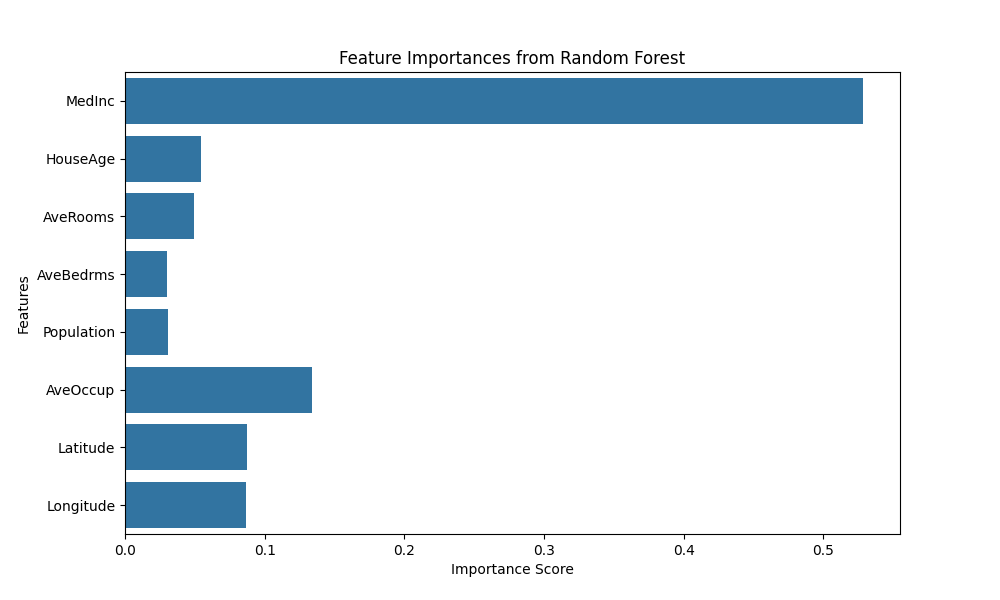 Feature Importances from Random Forest
MedInc
HouseAge
AveRooms
AveBedrms
Population
AveOccup
Latitude
Longitude
Features
0.0 0.1 0.2 0.3 0.4 0.5
Importance Score